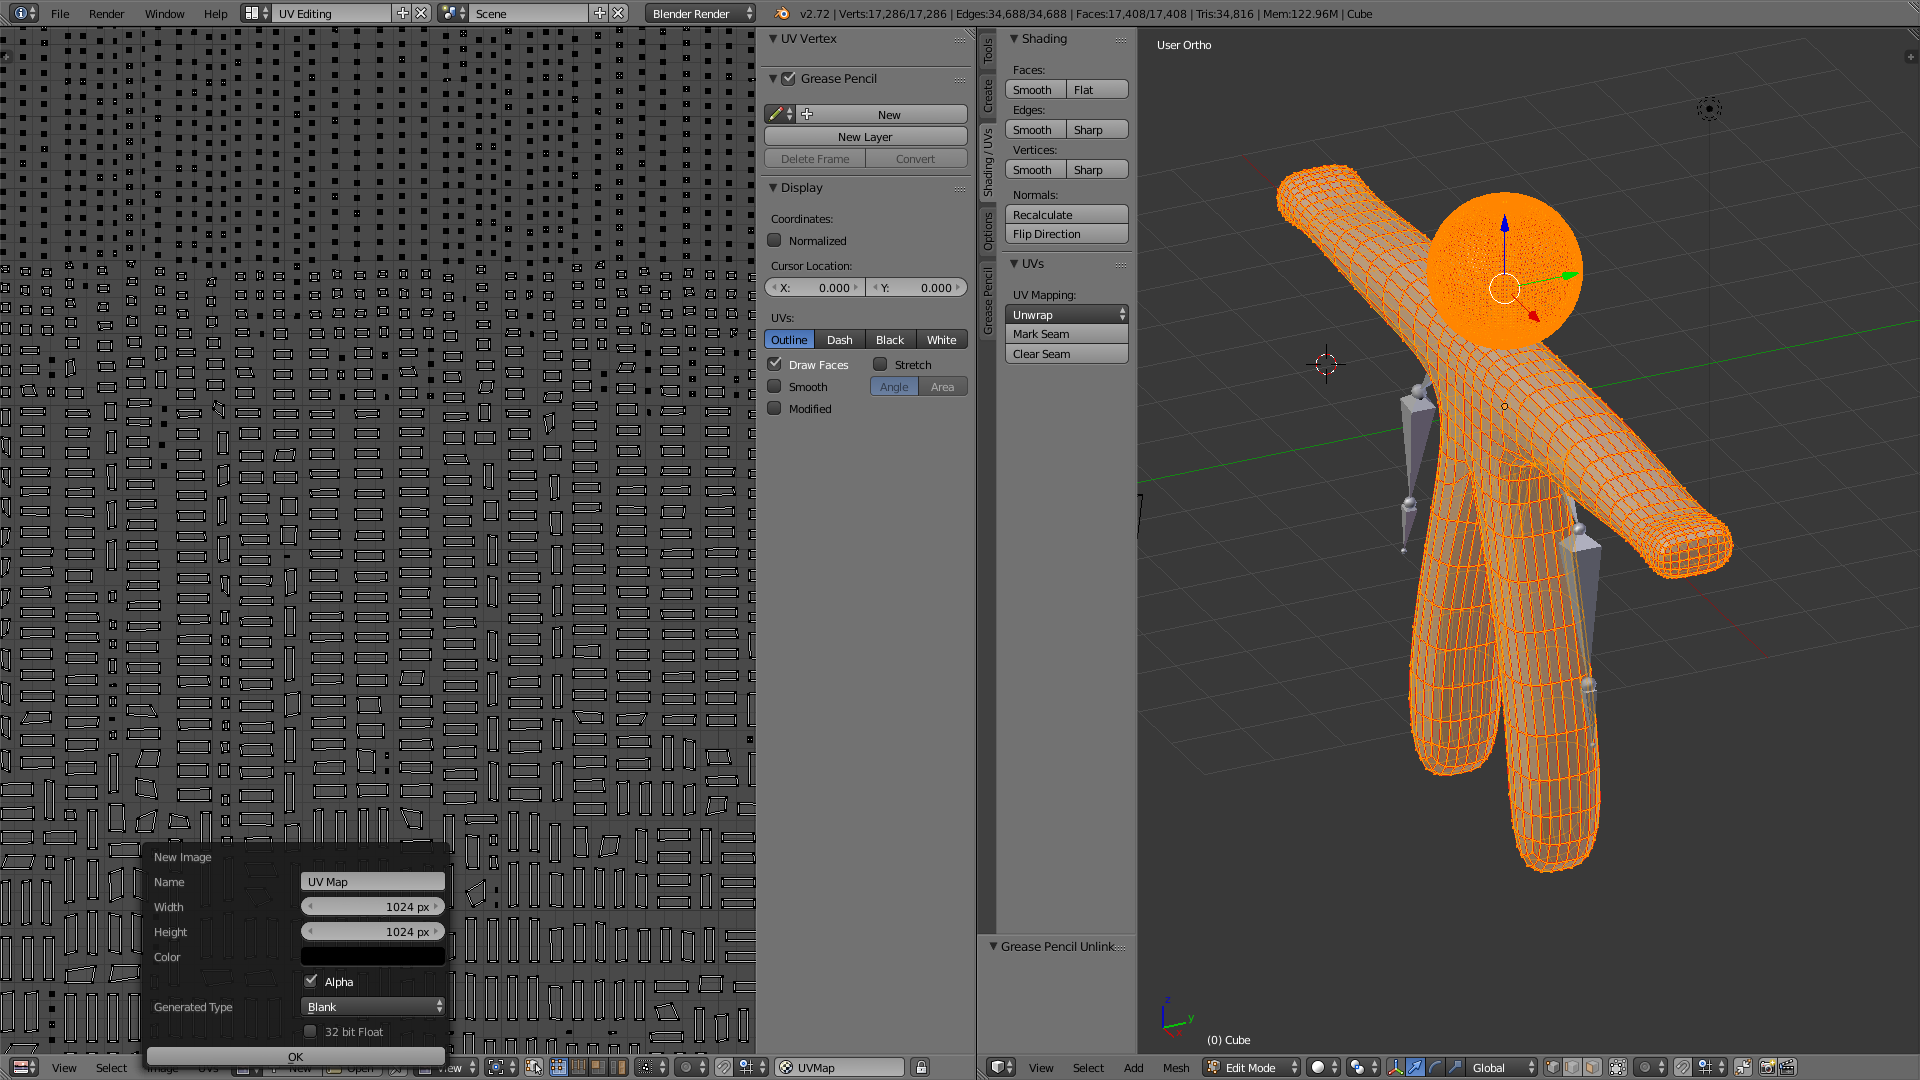 File Render Window Help UV Editing Scene Blender Render v2.72 | Verts:17,286/17,286 | Edges:34,688/34,688 | Faces:17,408/17,408 | Tris:34,816 | Mem:122.96M | Cube
UV Vertex
Grease Pencil
New
New Layer
Delete Frame Convert
Display
Coordinates:
Normalized
Cursor Location:
X: 0.000 Y: 0.000
UVs:
Outline Dash Black White
Draw Faces Stretch
Smooth Angle Area
Modified
Tools
Create
Shading / UVs
Options
Grease Pencil
Shading
Faces:
Smooth Flat
Edges:
Smooth Sharp
Vertices:
Smooth Sharp
Normals:
Recalculate
Flip Direction
UVs
UV Mapping:
Unwrap
Mark Seam
Clear Seam
Grease Pencil Unlink
User Ortho
z
y
(0) Cube
New Image
Name UV Map
Width 1024 px
Height 1024 px
Color
Alpha
Generated Type Blank
32 bit Float
OK
View Select Image UVs New Open View UVMap
View Select Add Mesh Edit Mode Global